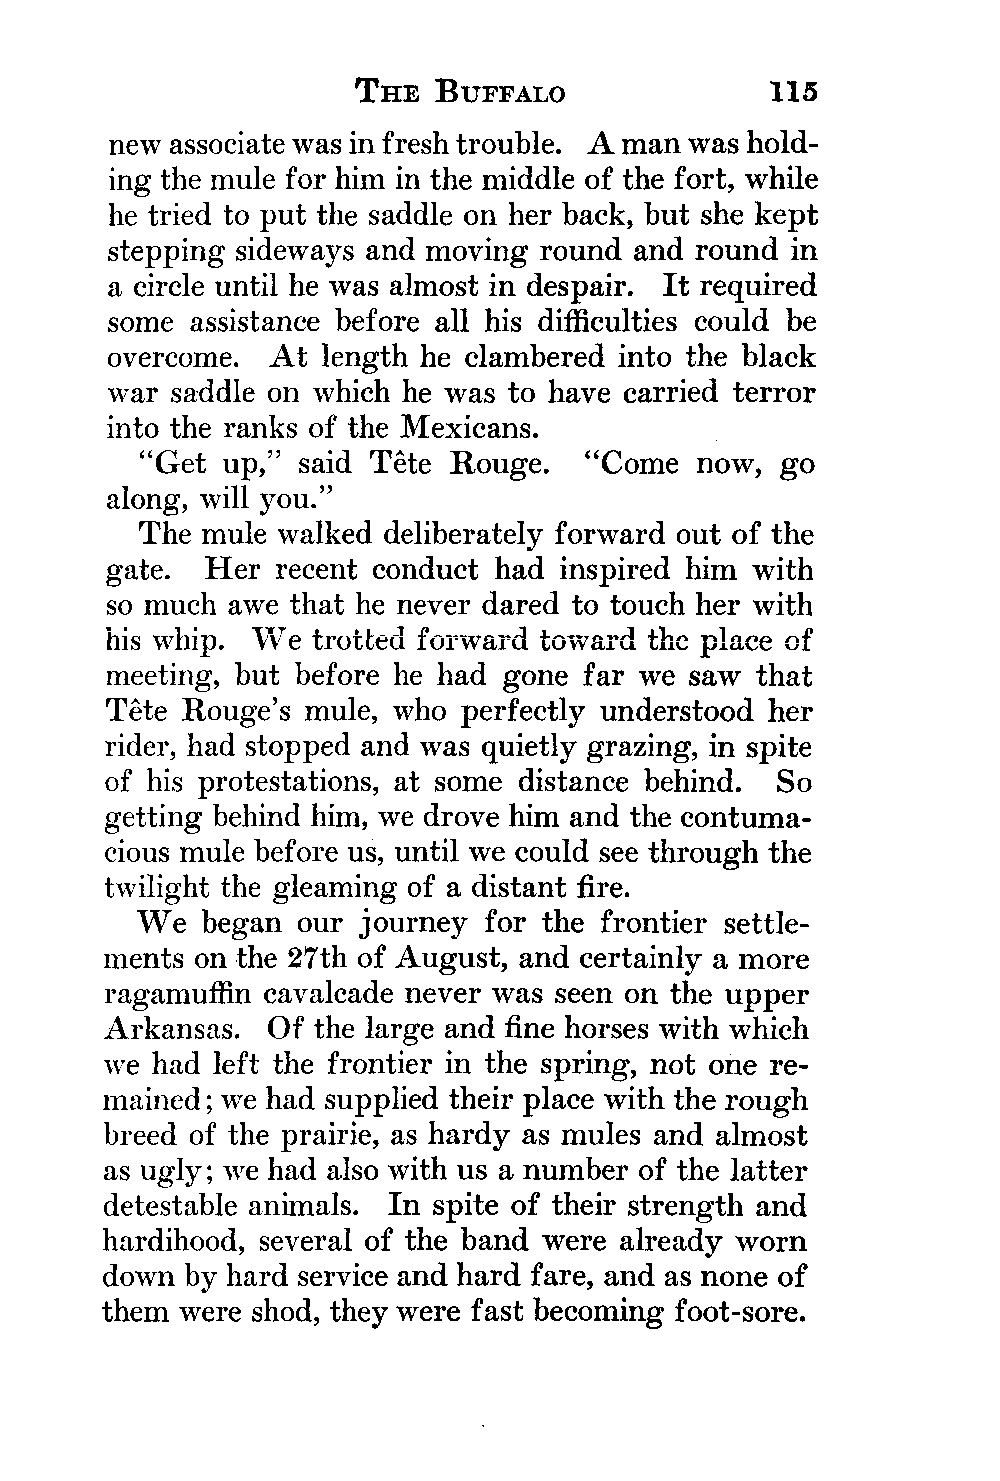 THE BUFFALO 115
new associate was in fresh trouble. A man was hold-
ing the mule for him in the middle of the fort, while
he tried to put the saddle on her back, but she kept
stepping sideways and moving round and round in
a circle until he was almost in despair. It required
some assistance before all his difficulties could be
overcome. At length he clambered into the black
war saddle on which he was to have carried terror
into the ranks of the Mexicans.
“Get up,” said Tête Rouge. “Come now, go
along, will you.”
The mule walked deliberately forward out of the
gate. Her recent conduct had inspired him with
so much awe that he never dared to touch her with
his whip. We trotted forward toward the place of
meeting, but before he had gone far we saw that
Tête Rouge’s mule, who perfectly understood her
rider, had stopped and was quietly grazing, in spite
of his protestations, at some distance behind. So
getting behind him, we drove him and the contuma-
cious mule before us, until we could see through the
twilight the gleaming of a distant fire.
We began our journey for the frontier settle-
ments on the 27th of August, and certainly a more
ragamuffin cavalcade never was seen on the upper
Arkansas. Of the large and fine horses with which
we had left the frontier in the spring, not one re-
mained; we had supplied their place with the rough
breed of the prairie, as hardy as mules and almost
as ugly; we had also with us a number of the latter
detestable animals. In spite of their strength and
hardihood, several of the band were already worn
down by hard service and hard fare, and as none of
them were shod, they were fast becoming foot-sore.